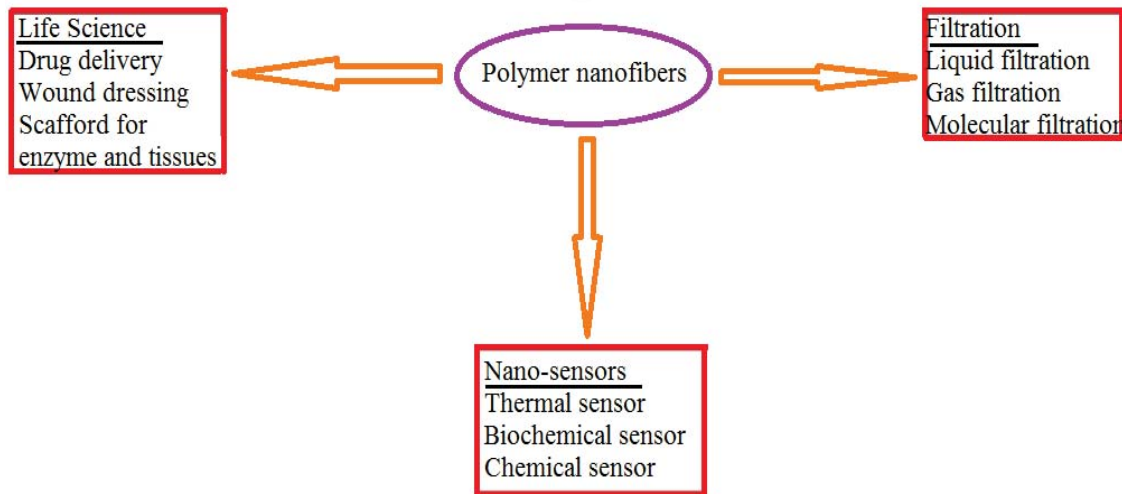 Life Science
Drug delivery
Wound dressing
Scafford for
enzyme and tissues
Polymer nanofibers
Filtration
Liquid filtration
Gas filtration
Molecular filtration
Nano-sensors
Thermal sensor
Biochemical sensor
Chemical sensor